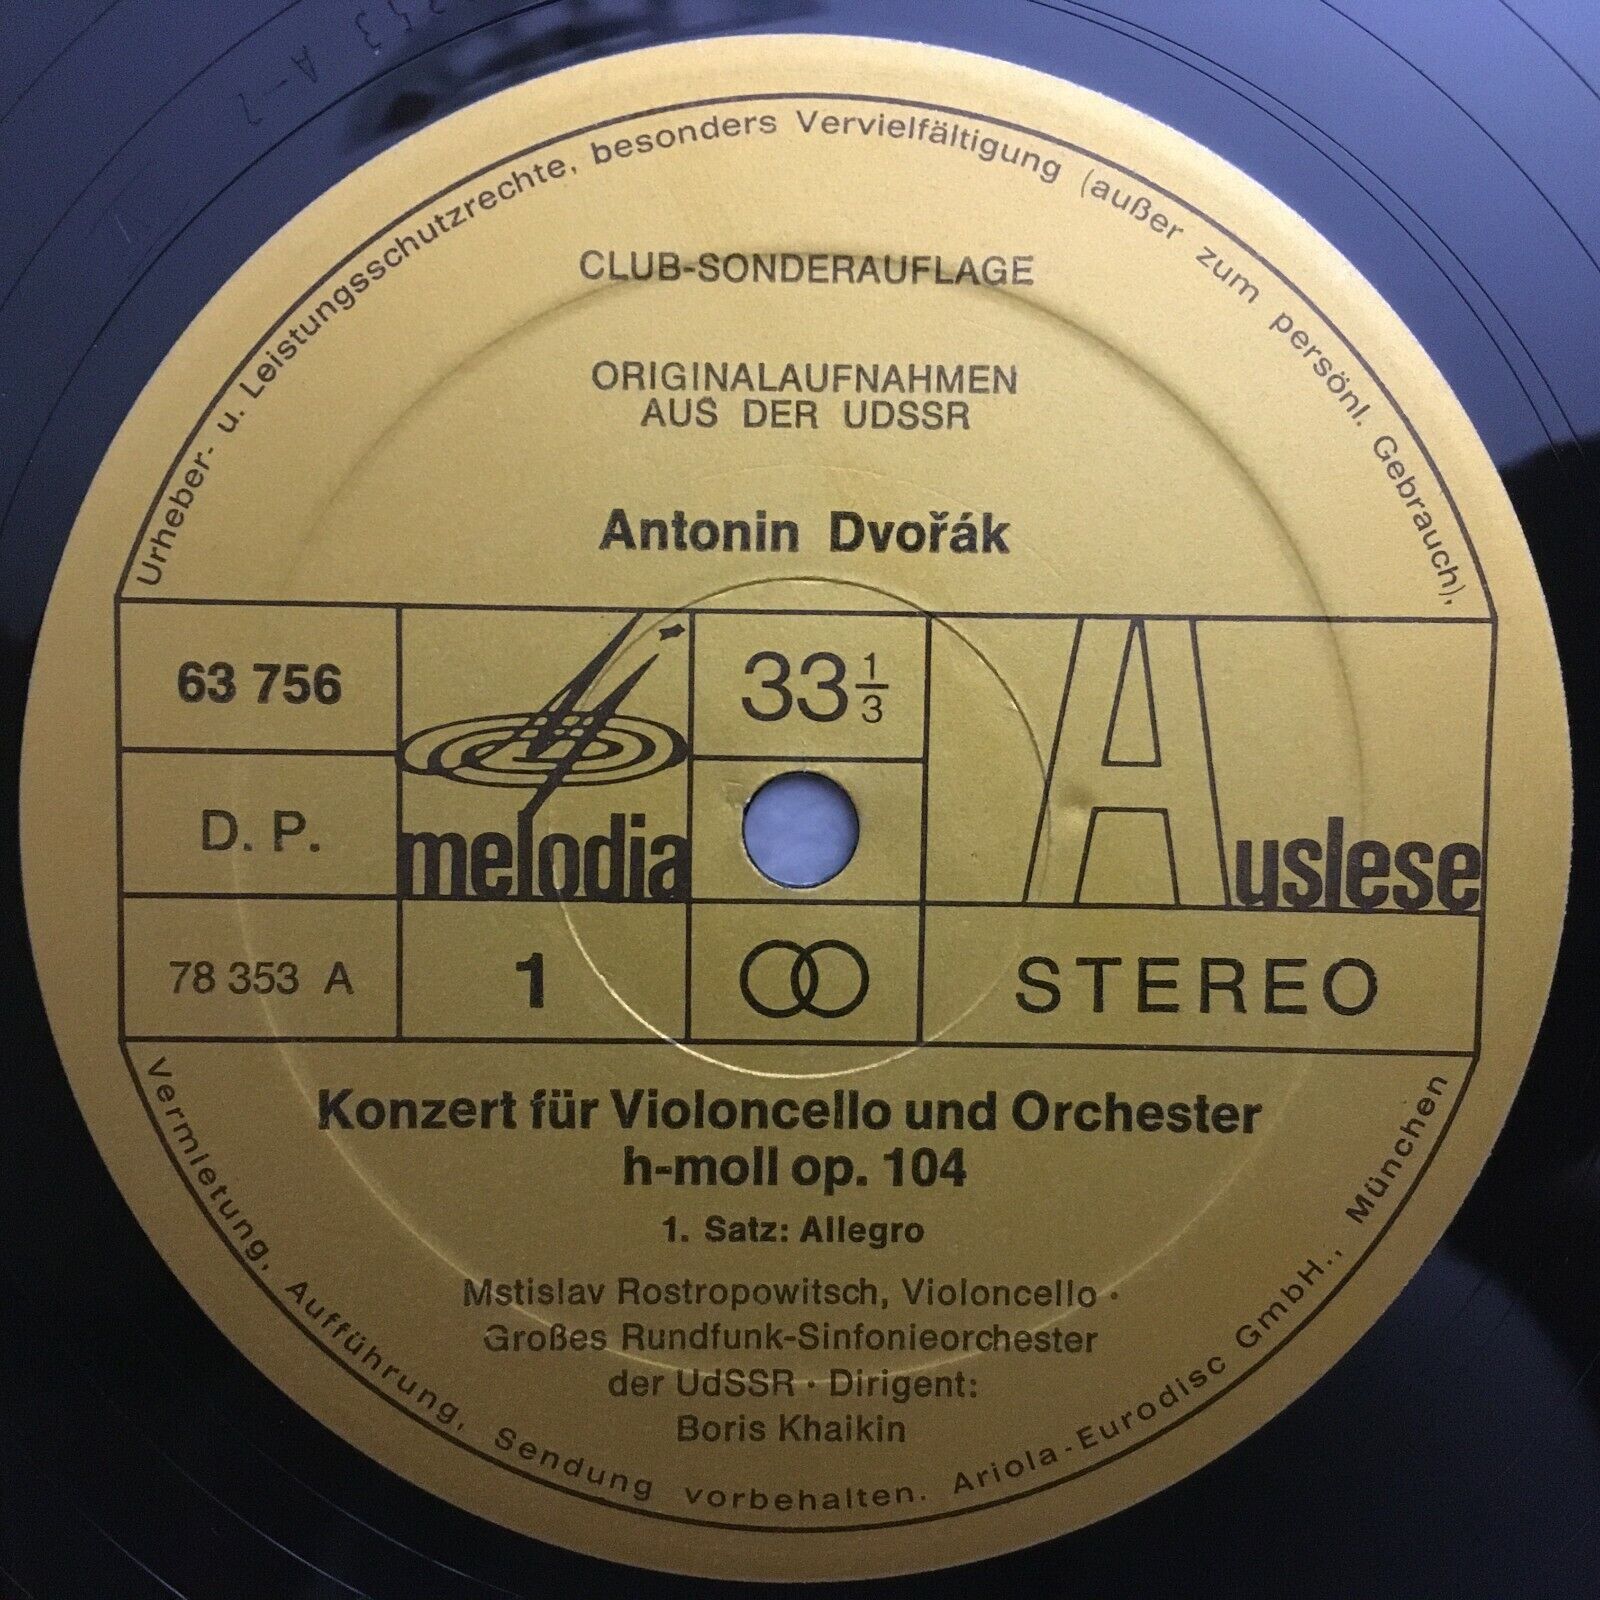 Urheber- u. Leistungsschutzrechte, besonders Vervielfältigung (außer zum persönl. Gebrauch),
CLUB-SONDERAUFLAGE
ORIGINALAUFNAHMEN
AUS DER UDSSR
Antonin Dvořák
63 756
D. P.
78 353 A
melodia
1
33 1/3
Auslese
STEREO
Konzert für Violoncello und Orchester
h-moll op. 104
1. Satz: Allegro
Mstislav Rostropowitsch, Violoncello ·
Großes Rundfunk-Sinfonieorchester
der UdSSR · Dirigent:
Boris Khaikin
Vermietung, Aufführung, Sendung vorbehalten. Ariola-Eurodisc GmbH., München